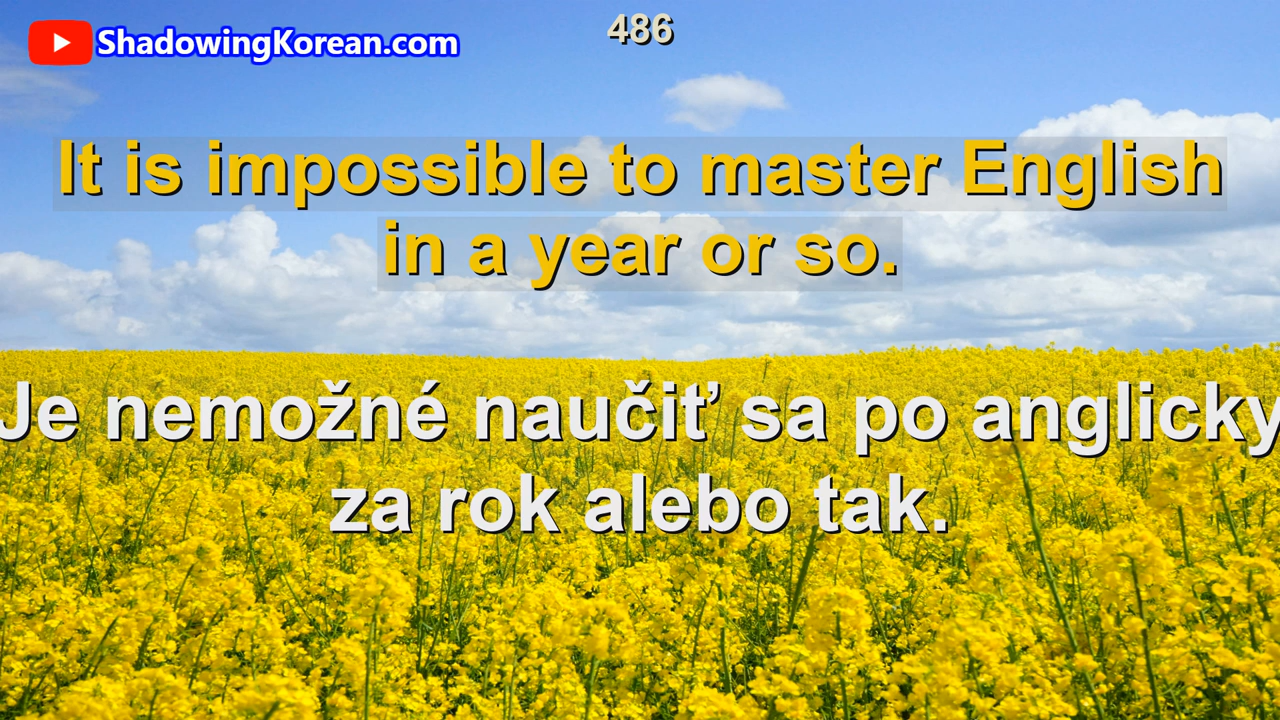 ShadowingKorean.com
486
It is impossible to master English
in a year or so.
Je nemožné naučiť sa po anglicky
za rok alebo tak.